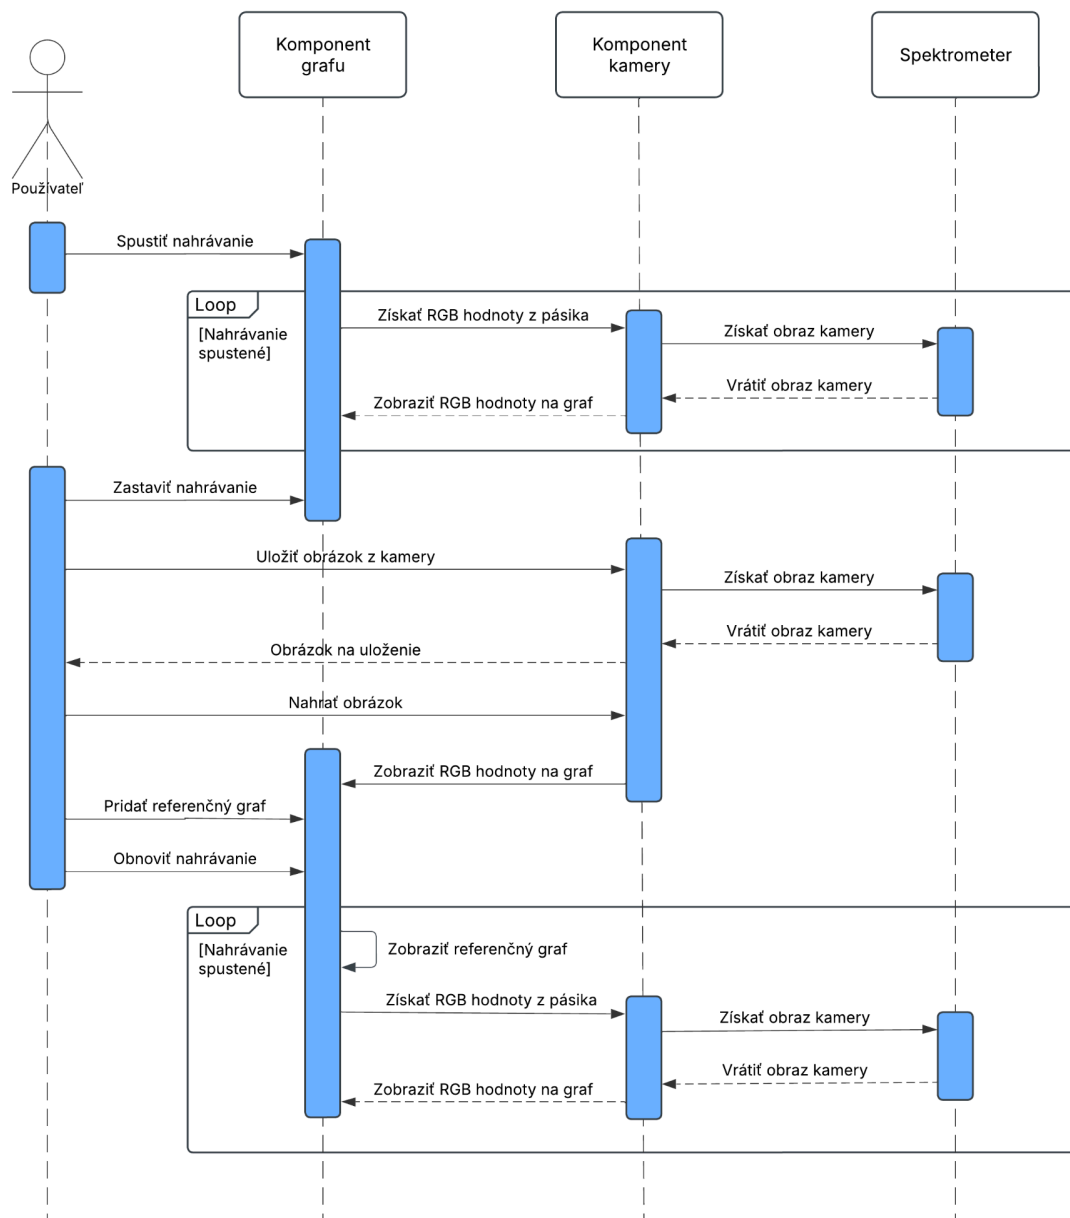 Komponent
grafu
Komponent
kamery
Spektrometer
Používateľ
Spustiť nahrávanie
Loop
[Nahrávanie
spustené]
Získať RGB hodnoty z pásika
Získať obraz kamery
Vrátiť obraz kamery
Zobraziť RGB hodnoty na graf
Zastaviť nahrávanie
Uložiť obrázok z kamery
Získať obraz kamery
Vrátiť obraz kamery
Obrázok na uloženie
Nahrať obrázok
Zobraziť RGB hodnoty na graf
Pridať referenčný graf
Obnoviť nahrávanie
Loop
[Nahrávanie
spustené]
Zobraziť referenčný graf
Získať RGB hodnoty z pásika
Získať obraz kamery
Vrátiť obraz kamery
Zobraziť RGB hodnoty na graf